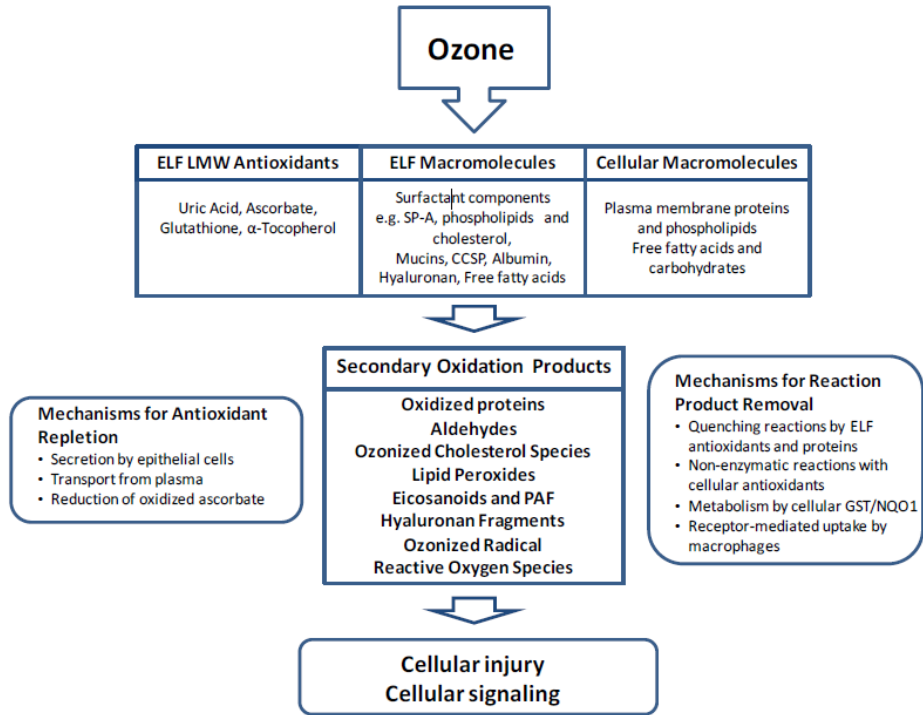 Ozone
ELF LMW Antioxidants
Uric Acid, Ascorbate,
Glutathione, α-Tocopherol
ELF Macromolecules
Surfactant components
e.g. SP-A, phospholipids and
cholesterol,
Mucins, CCSP, Albumin,
Hyaluronan, Free fatty acids
Cellular Macromolecules
Plasma membrane proteins
and phospholipids
Free fatty acids and
carbohydrates
Mechanisms for Antioxidant
Repletion
• Secretion by epithelial cells
• Transport from plasma
• Reduction of oxidized ascorbate
Secondary Oxidation Products
Oxidized proteins
Aldehydes
Ozonized Cholesterol Species
Lipid Peroxides
Eicosanoids and PAF
Hyaluronan Fragments
Ozonized Radical
Reactive Oxygen Species
Mechanisms for Reaction
Product Removal
• Quenching reactions by ELF
antioxidants and proteins
• Non-enzymatic reactions with
cellular antioxidants
• Metabolism by cellular GST/NQO1
• Receptor-mediated uptake by
macrophages
Cellular injury
Cellular signaling